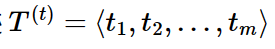 T^{(t)} = ⟨t_1, t_2, …, t_m⟩